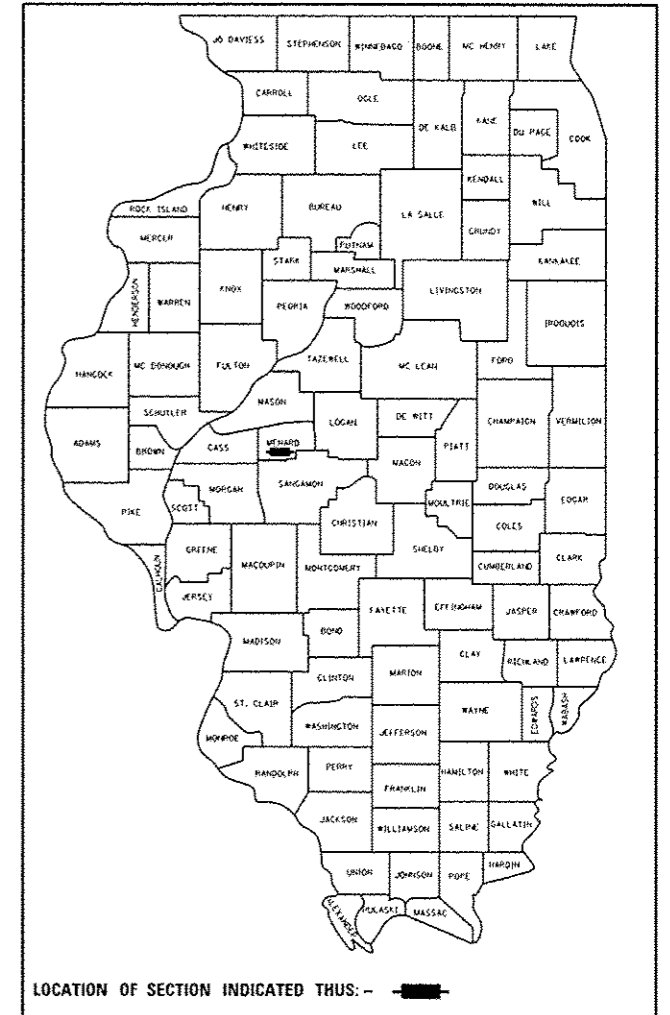 JO DAVIESS STEPHENSON WINNEBAGO BOONE MC HENRY LAKE
CARROLL OGLE DE KALB KANE DU PAGE COOK
WHITESIDE LEE KENDALL WILL
ROCK ISLAND HENRY BUREAU LA SALLE GRUNDY
MERCER STARK PUTNAM MARSHALL KANKAKEE
HENDERSON WARREN KNOX PEORIA WOODFORD LIVINGSTON IROQUOIS
HANCOCK MC DONOUGH FULTON TAZEWELL MC LEAN FORD
SCHUYLER MASON LOGAN DE WITT CHAMPAIGN VERMILION
ADAMS BROWN CASS MENARD MACON PIATT
PIKE SCOTT MORGAN SANGAMON CHRISTIAN MOULTRIE DOUGLAS EDGAR
COLES
CALHOUN GREENE MACOUPIN MONTGOMERY SHELBY CUMBERLAND CLARK
JERSEY FAYETTE EFFINGHAM JASPER CRAWFORD
MADISON BOND CLAY RICHLAND LAWRENCE
CLINTON MARION
ST. CLAIR WASHINGTON JEFFERSON WAYNE EDWARDS WABASH
MONROE
RANDOLPH PERRY FRANKLIN HAMILTON WHITE
JACKSON WILLIAMSON SALINE GALLATIN
UNION JOHNSON POPE HARDIN
ALEXANDER PULASKI MASSAC
LOCATION OF SECTION INDICATED THUS: -